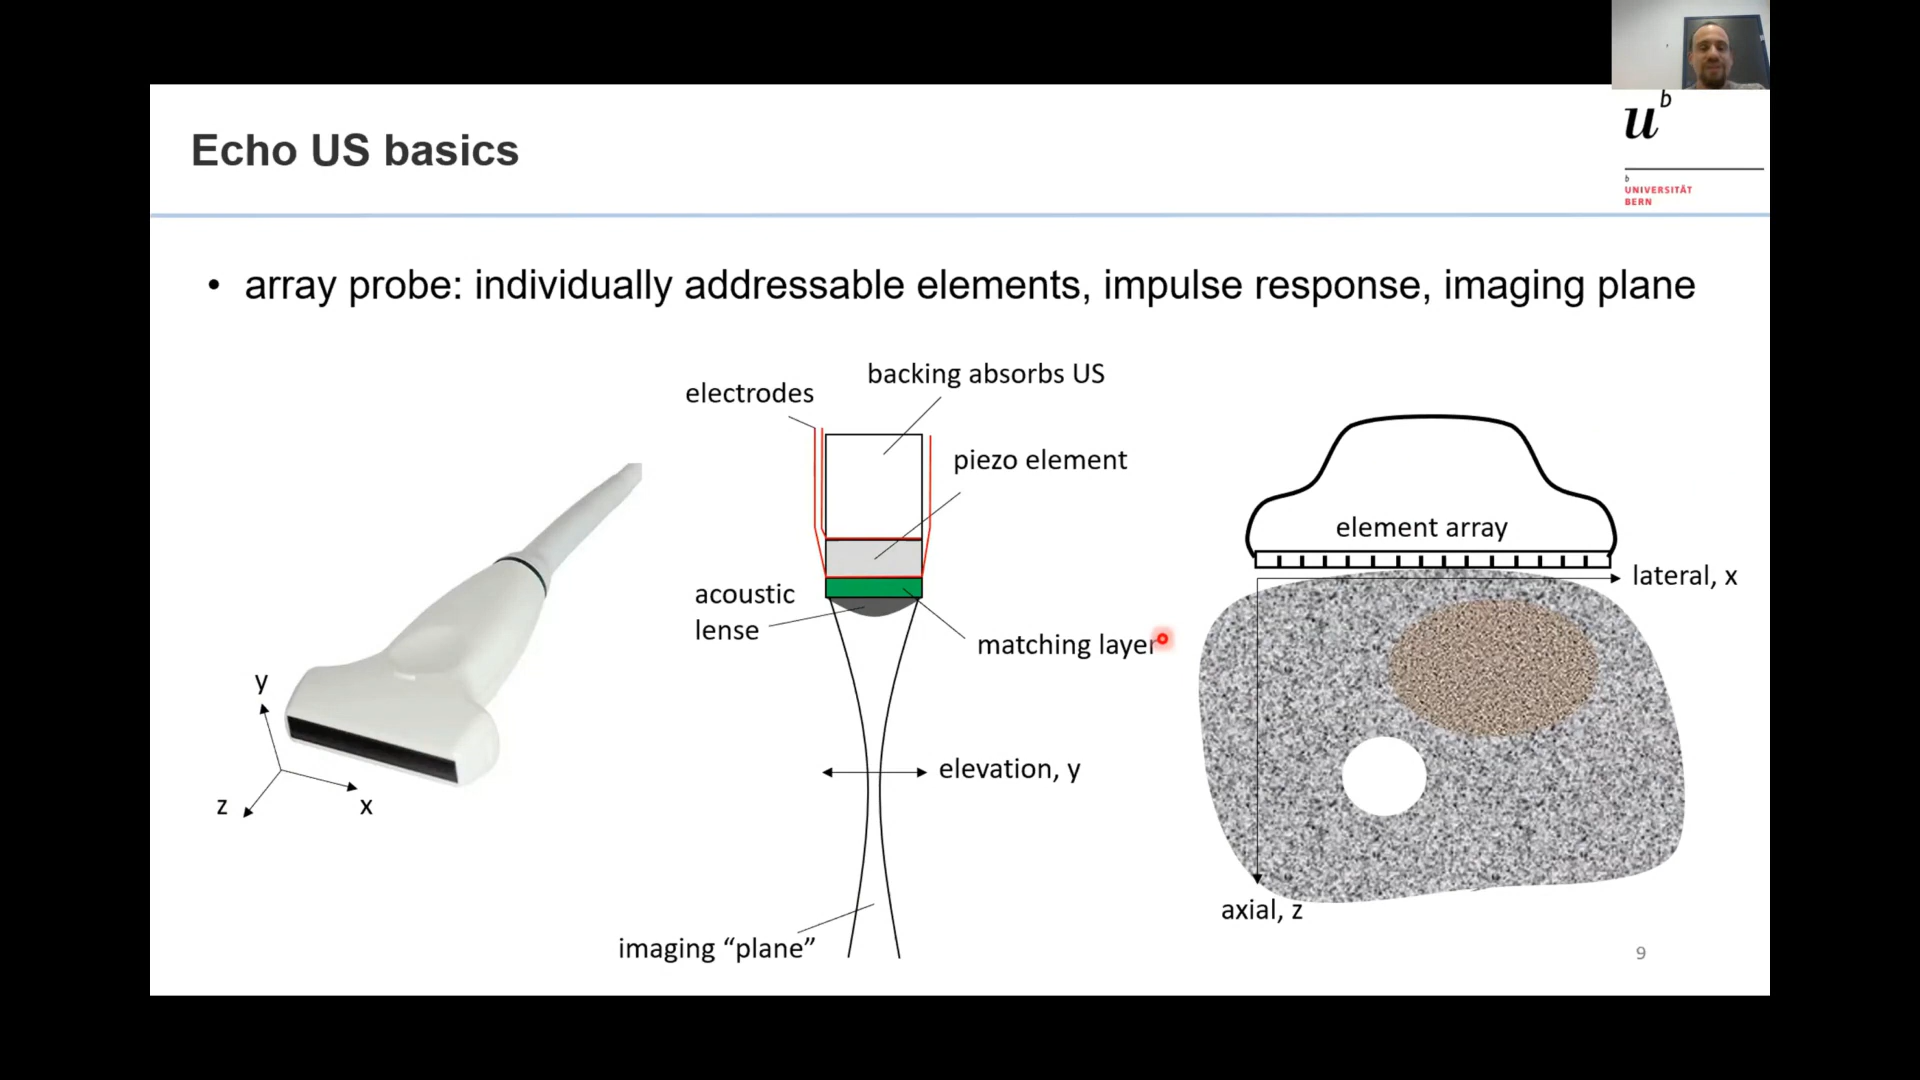 Echo US basics
u b
b
UNIVERSITÄT
BERN
• array probe: individually addressable elements, impulse response, imaging plane
backing absorbs US
electrodes
piezo element
element array
lateral, x
acoustic
lense
matching layer
y
z
x
elevation, y
axial, z
imaging “plane”
9